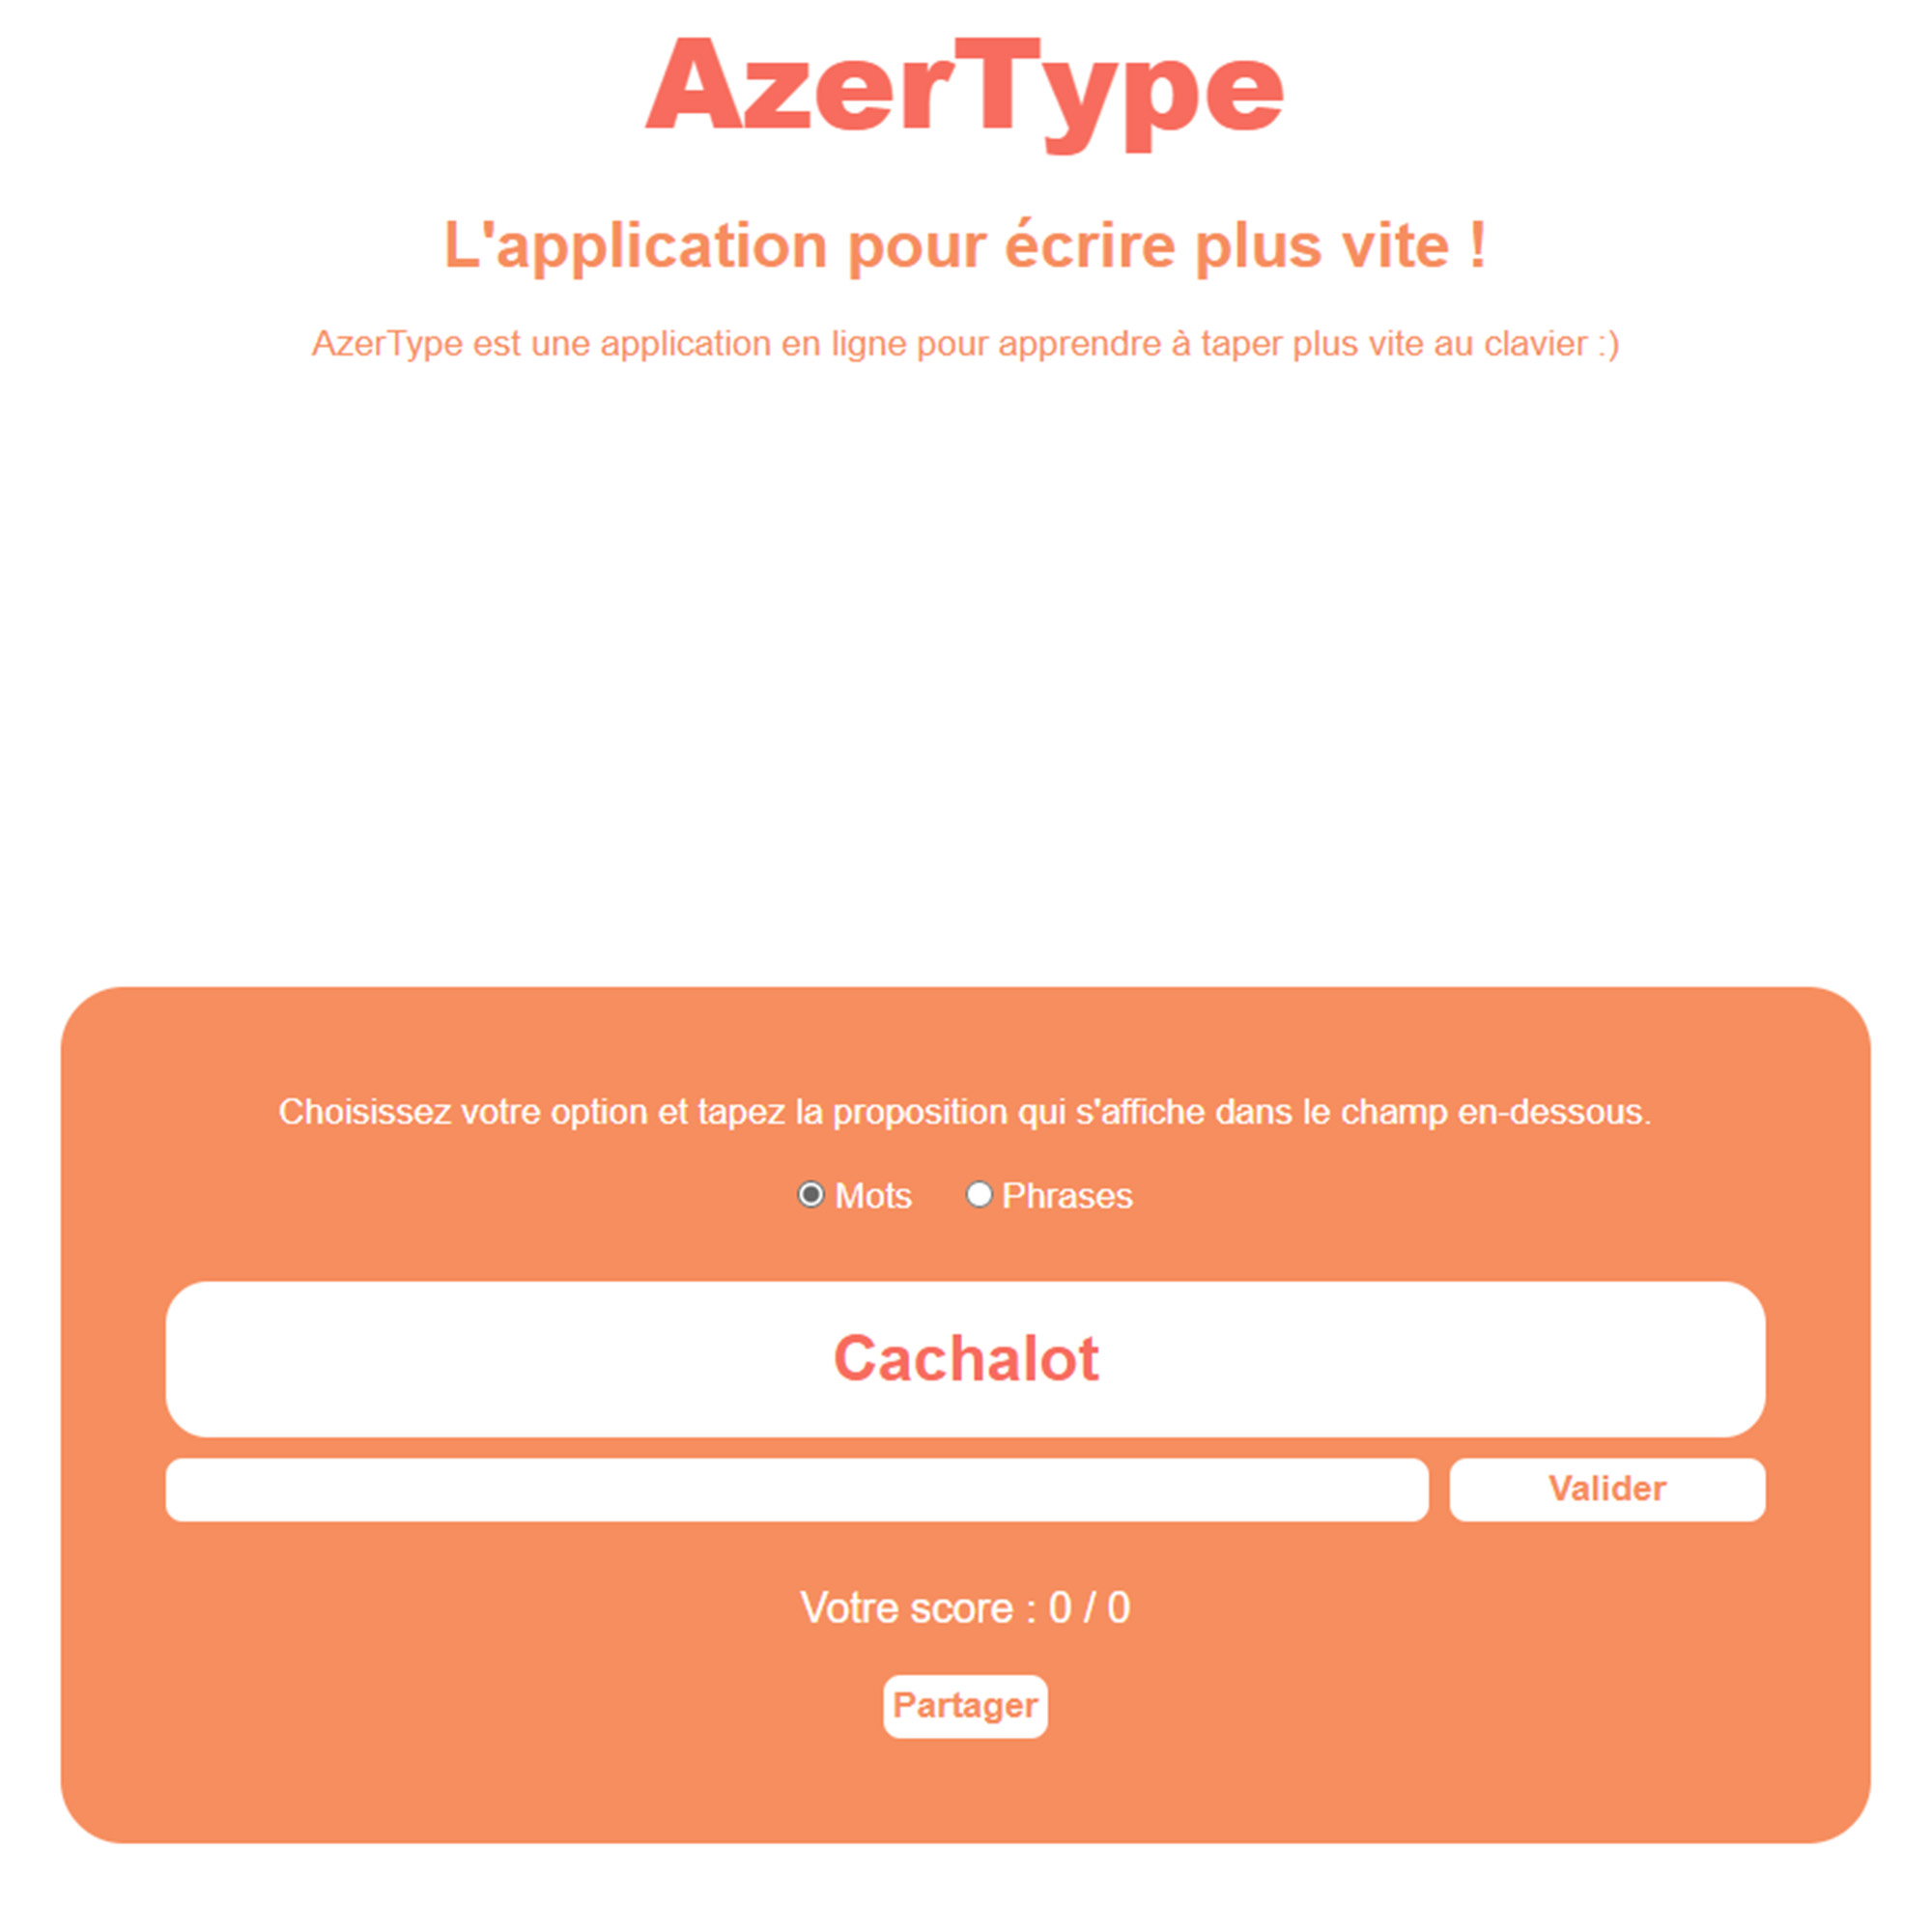 AzerType
L'application pour écrire plus vite !
AzerType est une application en ligne pour apprendre à taper plus vite au clavier :)
Choisissez votre option et tapez la proposition qui s'affiche dans le champ en-dessous.
Mots Phrases
Cachalot
Valider
Votre score : 0 / 0
Partager